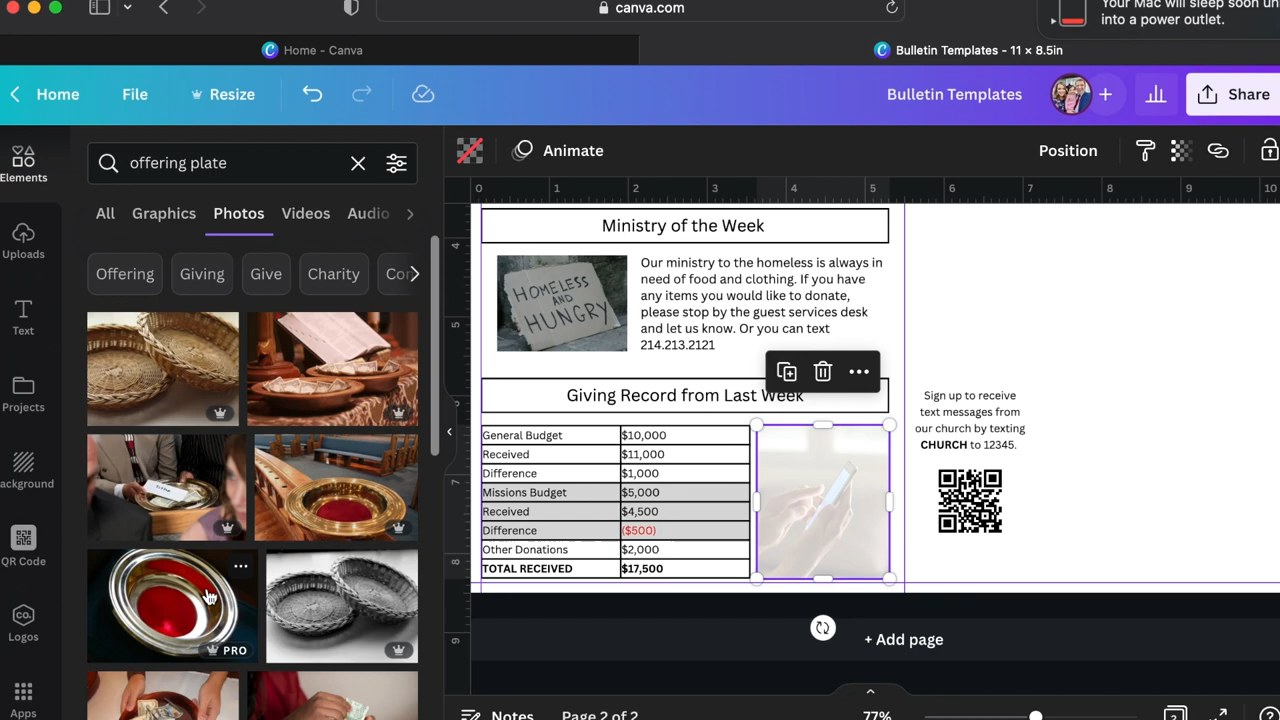 Your Mac will sleep soon un
into a power outlet.
canva.com
Home - Canva
Bulletin Templates - 11 × 8.5in
Home
File
Resize
Bulletin Templates
Share
Elements
Uploads
Text
Projects
ackground
QR Code
Logos
Apps
offering plate
All
Graphics
Photos
Videos
Audio
Offering
Giving
Give
Charity
PRO
Animate
Position
0 1 2 3 4 5 6 7 8 9 10
4
5
7
8
9
Ministry of the Week
HOMELESS
AND
HUNGRY
Our ministry to the homeless is always in
need of food and clothing. If you have
any items you would like to donate,
please stop by the guest services desk
and let us know. Or you can text
214.213.2121
Giving Record from Last Week
General Budget $10,000
Received $11,000
Difference $1,000
Missions Budget $5,000
Received $4,500
Difference ($500)
Other Donations $2,000
TOTAL RECEIVED $17,500
Sign up to receive
text messages from
our church by texting
CHURCH to 12345.
+ Add page
Notes
Page 2 of 2
77%
2